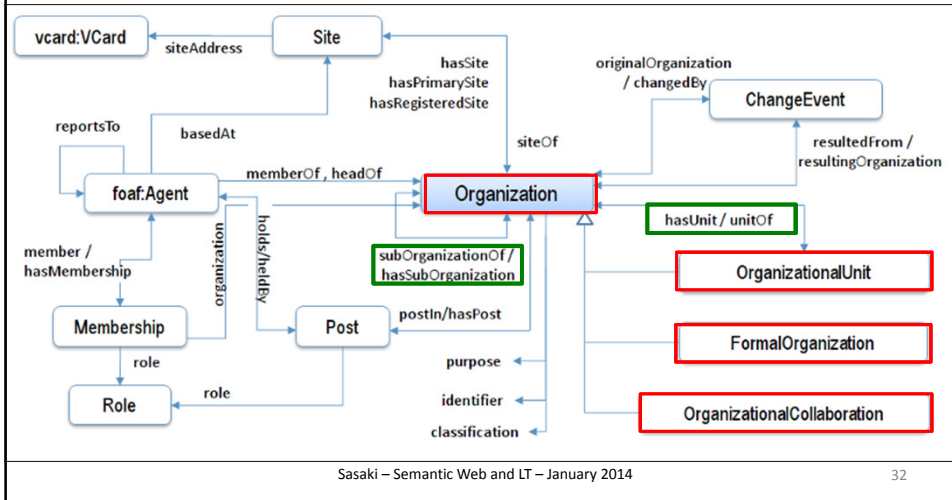 vcard:VCard
siteAddress
Site
hasSite
hasPrimarySite
hasRegisteredSite
originalOrganization
/ changedBy
ChangeEvent
reportsTo
basedAt
siteOf
resultedFrom /
resultingOrganization
foaf:Agent
memberOf , headOf
Organization
hasUnit / unitOf
member /
hasMembership
organization
holds/heldBy
subOrganizationOf /
hasSubOrganization
OrganizationalUnit
Membership
Post
postIn/hasPost
FormalOrganization
role
purpose
Role
role
identifier
OrganizationalCollaboration
classification
Sasaki – Semantic Web and LT – January 2014
32